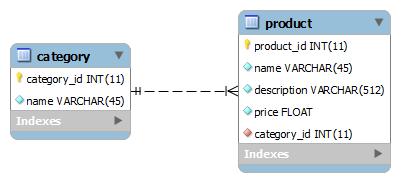 category
category_id INT(11)
name VARCHAR(45)
Indexes
product
product_id INT(11)
name VARCHAR(45)
description VARCHAR(512)
price FLOAT
category_id INT(11)
Indexes